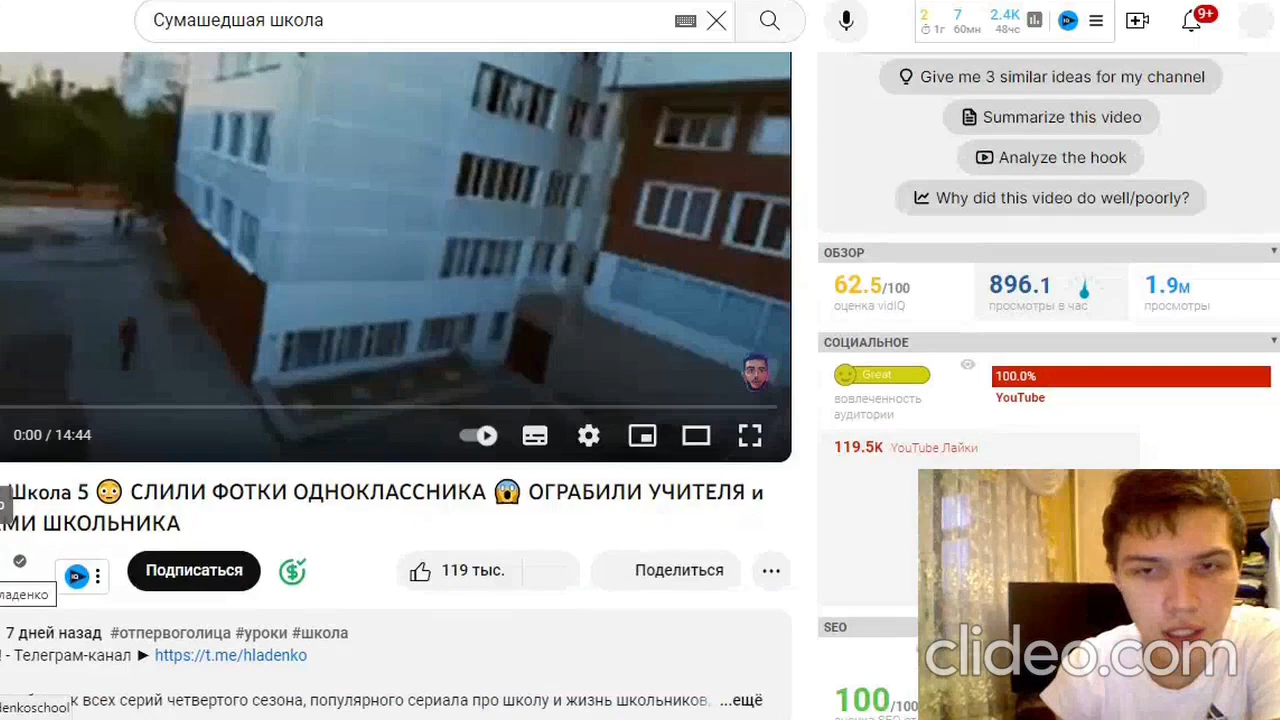 Сумашедшая школа
2 7 2.4K
1г 60мн 48чс
9+
Give me 3 similar ideas for my channel
Summarize this video
Analyze the hook
Why did this video do well/poorly?
ОБЗОР
62.5/100 896.1 1.9м
оценка vidIQ просмотры в час просмотры
СОЦИАЛЬНОЕ
Great
100.0%
YouTube
вовлеченность
аудитории
119.5K YouTube Лайки
0:00 / 14:44
Школа 5 😳 СЛИЛИ ФОТКИ ОДНОКЛАССНИКА 😱 ОГРАБИЛИ УЧИТЕЛЯ и
МИ ШКОЛЬНИКА
Подписаться
119 тыс.
Поделиться
ладенко
7 дней назад #отпервоголица #уроки #школа
- Телеграм-канал ► https://t.me/hladenko
к всех серий четвертого сезона, популярного сериала про школу и жизнь школьников, ...ещё
denkoschool
SEO
100/100
clideo.com